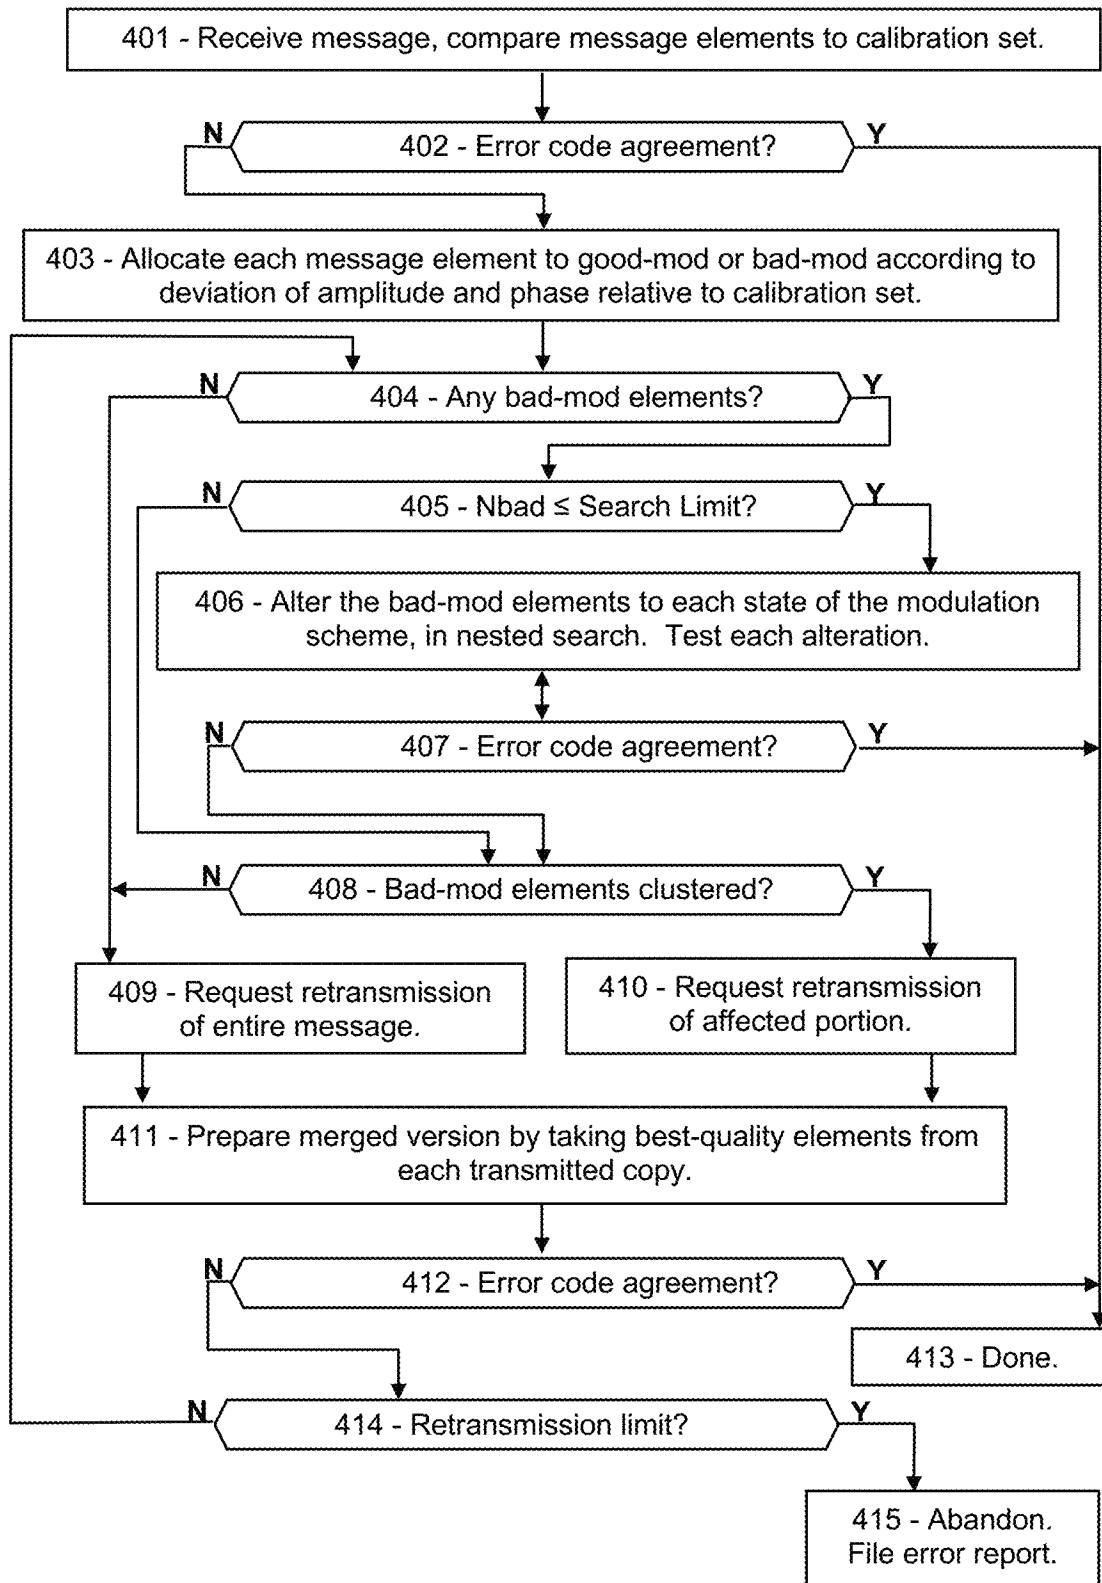 401 - Receive message, compare message elements to calibration set.
N
Y
402 - Error code agreement?
403 - Allocate each message element to good-mod or bad-mod according to
deviation of amplitude and phase relative to calibration set.
N
Y
404 - Any bad-mod elements?
N
Y
405 - Nbad ≤ Search Limit?
406 - Alter the bad-mod elements to each state of the modulation
scheme, in nested search.  Test each alteration.
N
Y
407 - Error code agreement?
N
Y
408 - Bad-mod elements clustered?
409 - Request retransmission
of entire message.
410 - Request retransmission
of affected portion.
411 - Prepare merged version by taking best-quality elements from
each transmitted copy.
N
Y
412 - Error code agreement?
413 - Done.
N
Y
414 - Retransmission limit?
415 - Abandon.
File error report.